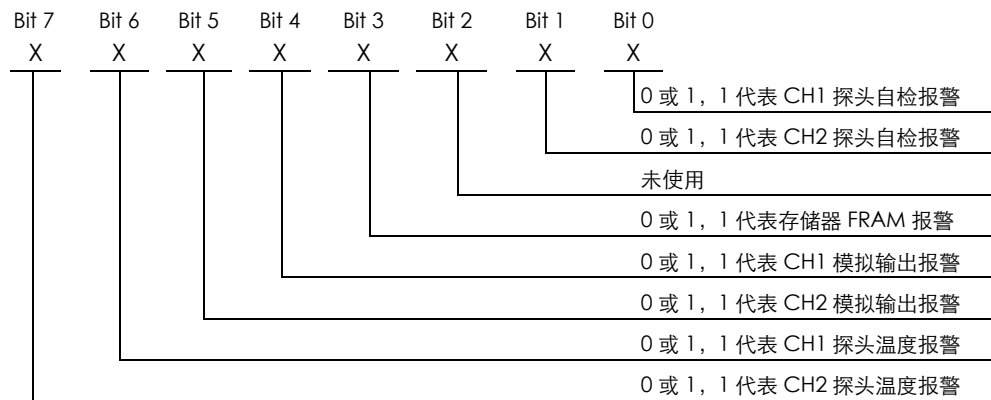 Bit 7 Bit 6 Bit 5 Bit 4 Bit 3 Bit 2 Bit 1 Bit 0
X X X X X X X X
0 或 1，1 代表 CH1 探头自检报警
0 或 1，1 代表 CH2 探头自检报警
未使用
0 或 1，1 代表存储器 FRAM 报警
0 或 1，1 代表 CH1 模拟输出报警
0 或 1，1 代表 CH2 模拟输出报警
0 或 1，1 代表 CH1 探头温度报警
0 或 1，1 代表 CH2 探头温度报警